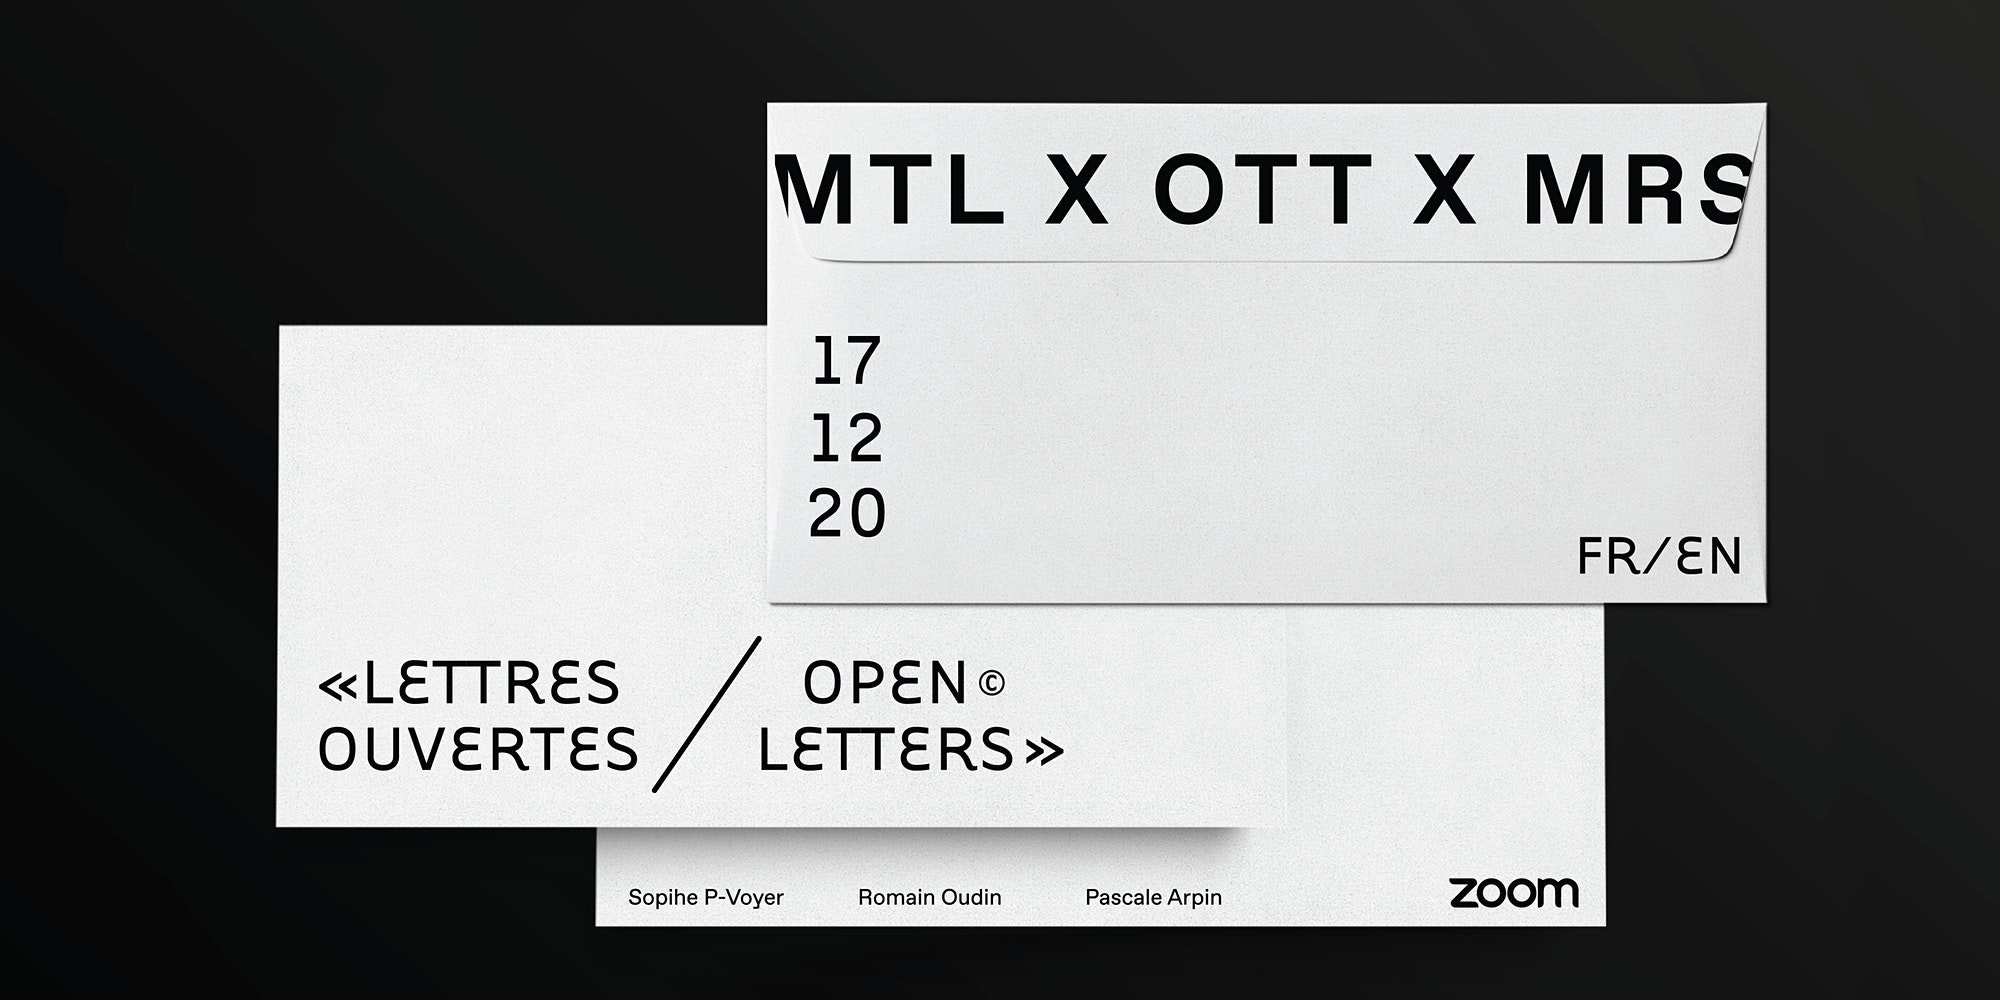 MTL X OTT X MRS
17
12
20
FR/EN
«LETTRES
OUVERTES
/
OPEN©
LETTERS»
Sopihe P-Voyer
Romain Oudin
Pascale Arpin
zoom